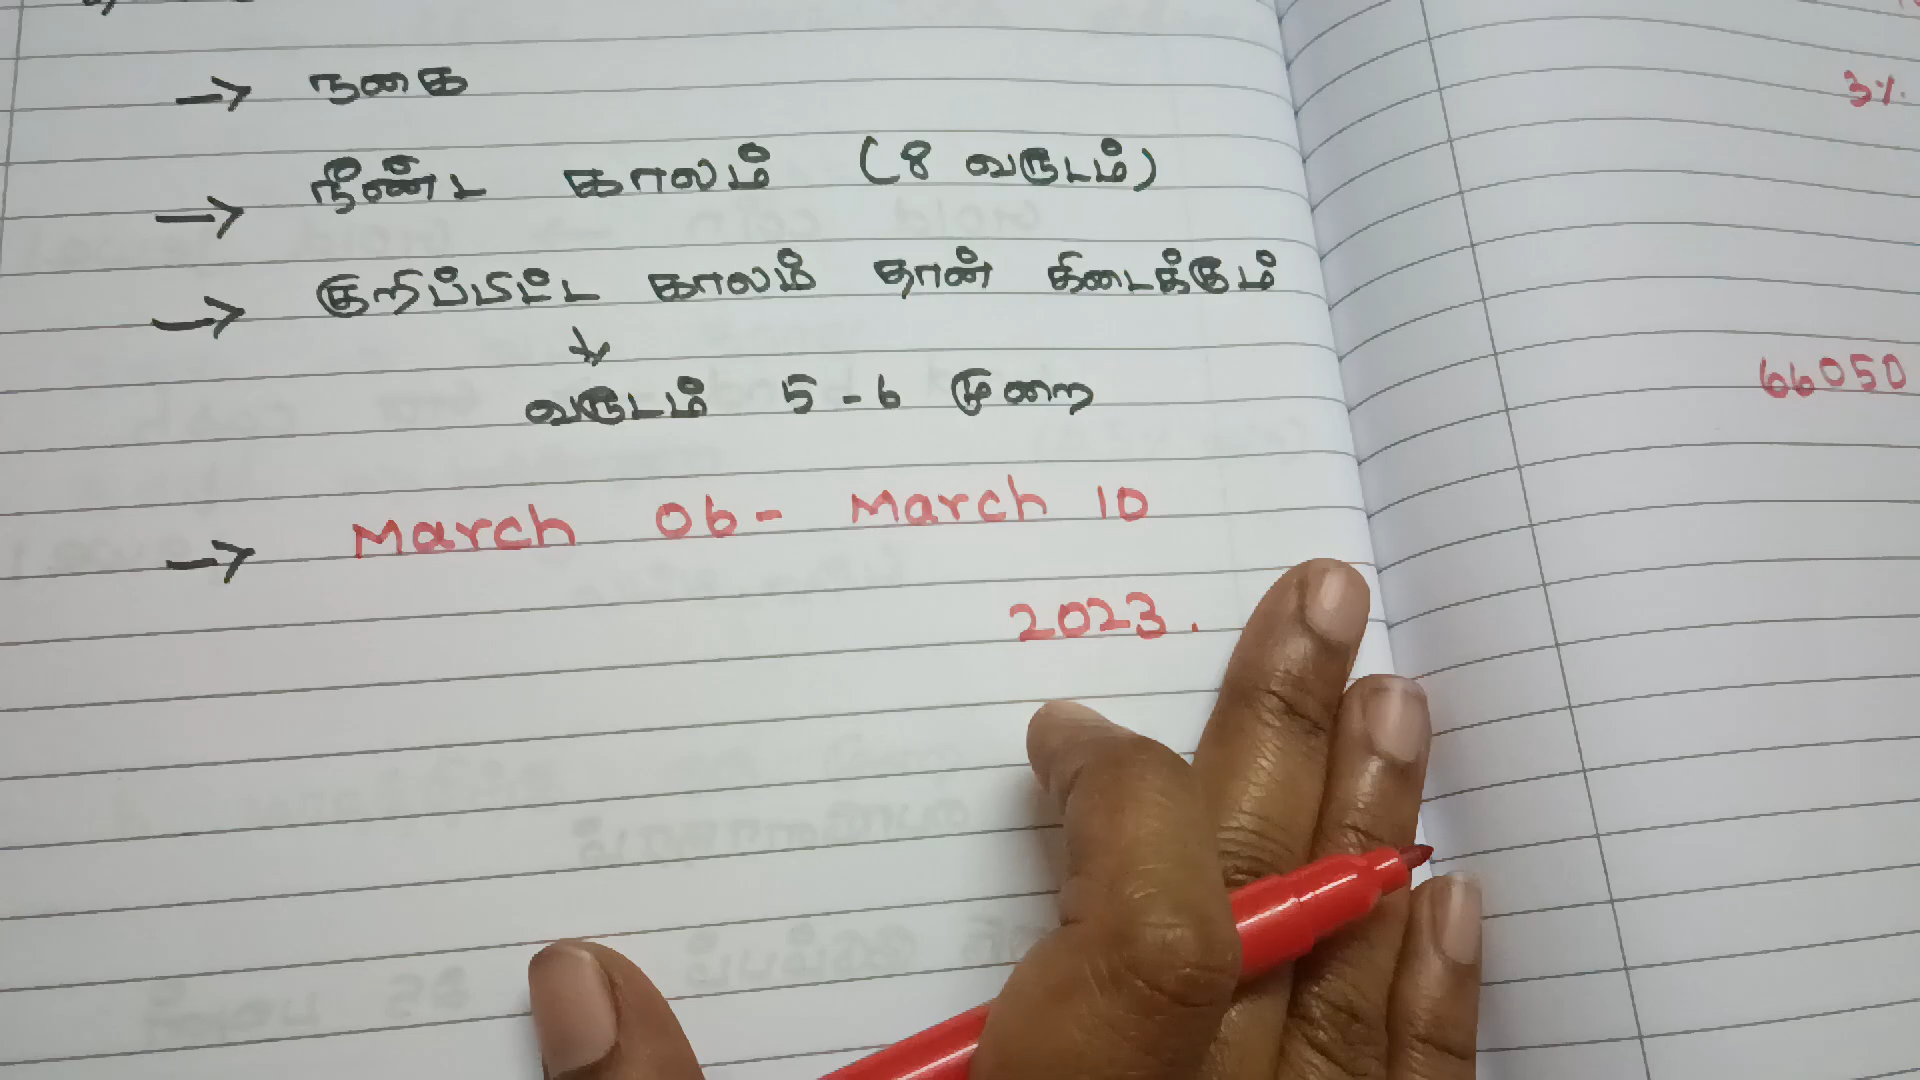 → நகை
→ நீண்ட காலம் (8 வருடம்)
→ குறிப்பிட்ட காலம் தான் கிடைக்கும்
↓
வருடம் 5-6 முறை
→ March 06 - March 10
2023.
3%.
66050